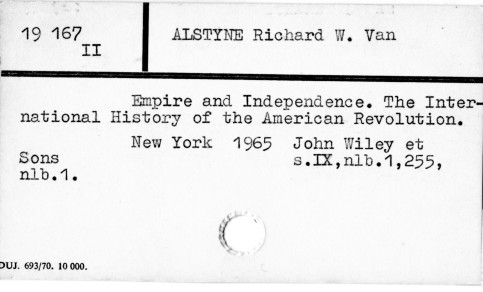 19 167
II
ALSTYNE Richard W. Van
Empire and Independence. The Inter-
national History of the American Revolution.
New York 1965 John Wiley et
Sons s.IX,nlb.1,255,
nlb.1.
DUJ. 693/70. 10 000.